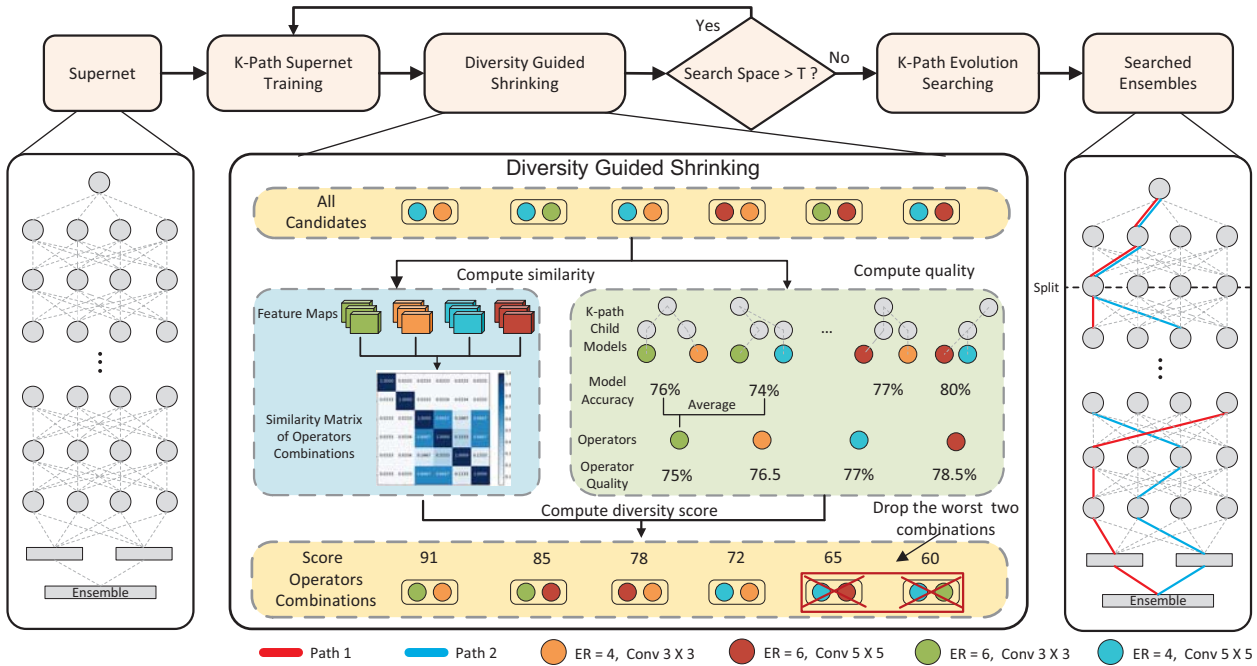 Yes
Supernet
K-Path Supernet
Training
Diversity Guided
Shrinking
Search Space > T ?
No
K-Path Evolution
Searching
Searched
Ensembles
Diversity Guided Shrinking
All
Candidates
Compute similarity
Compute quality
Feature Maps
Similarity Matrix
of Operators
Combinations
K-path
Child
Models
...
Model
Accuracy
76%
74%
77%
80%
Average
Operators
Operator
Quality
75%
76.5
77%
78.5%
Compute diversity score
Drop the worst two
combinations
Score
91
85
78
72
65
60
Operators
Combinations
Ensemble
Split
Ensemble
Path 1
Path 2
ER = 4, Conv 3 X 3
ER = 6, Conv 5 X 5
ER = 6, Conv 3 X 3
ER = 4, Conv 5 X 5